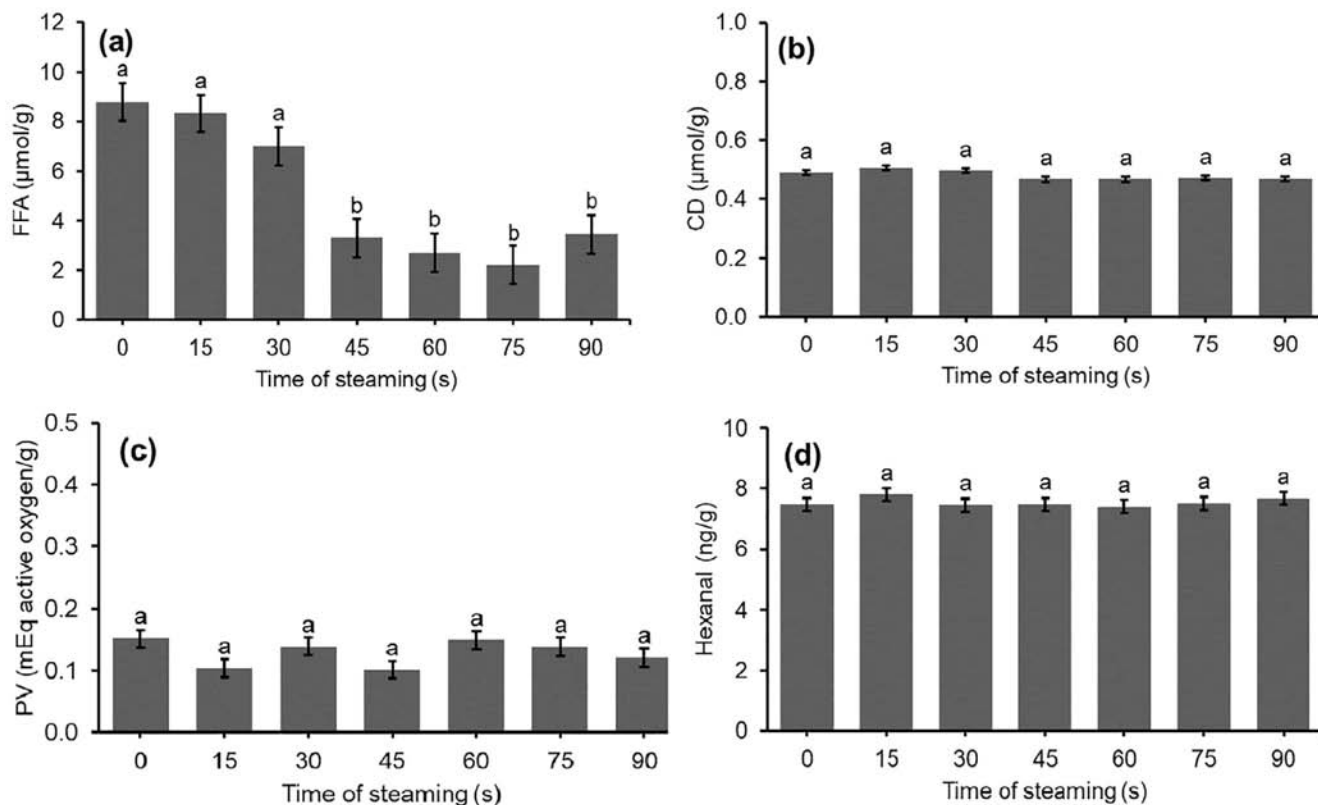 (a)
FFA (µmol/g)
12
10
8
6
4
2
0
a a a b b b b
0 15 30 45 60 75 90
Time of steaming (s)
(b)
CD (µmol/g)
1.0
0.8
0.6
0.4
0.2
0.0
a a a a a a a
0 15 30 45 60 75 90
Time of steaming (s)
(c)
PV (mEq active oxygen/g)
0.5
0.4
0.3
0.2
0.1
0.0
a a a a a a a
0 15 30 45 60 75 90
Time of steaming (s)
(d)
Hexanal (ng/g)
10
8
6
4
2
0
a a a a a a a
0 15 30 45 60 75 90
Time of steaming (s)